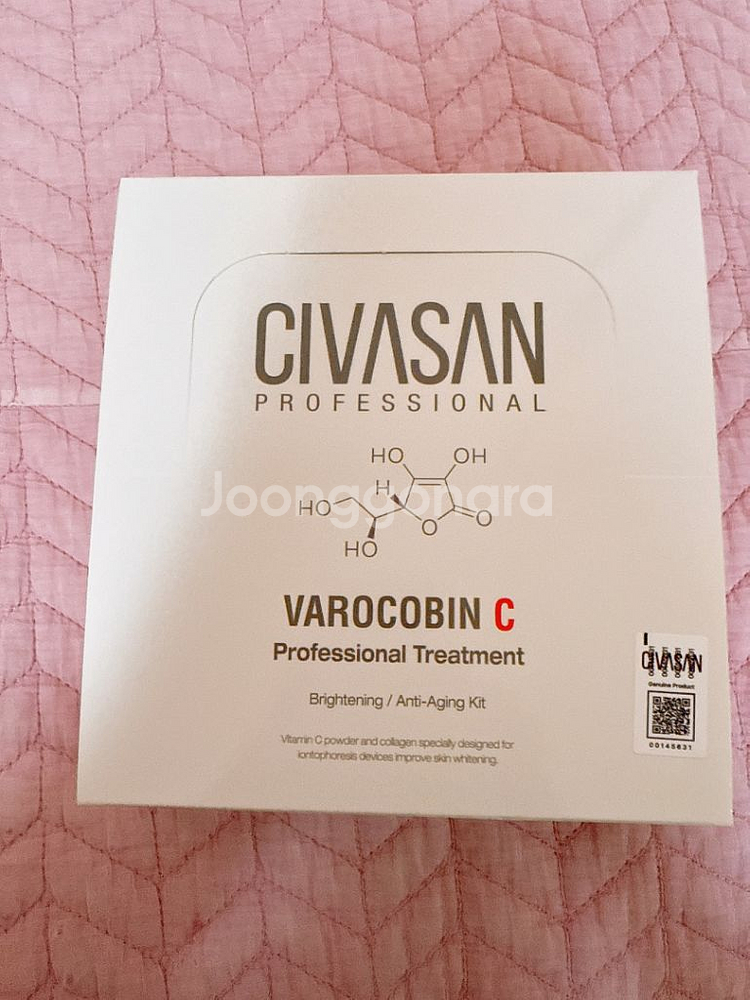 CIVASAN
PROFESSIONAL
HO OH
H
HO
O O
HO
Joonggonara
VAROCOBIN C
Professional Treatment
Brightening / Anti-Aging Kit
Vitamin C powder and collagen specially designed for
iontophoresis devices improve skin whitening.
CIVASAN
Genuine Product
00145631